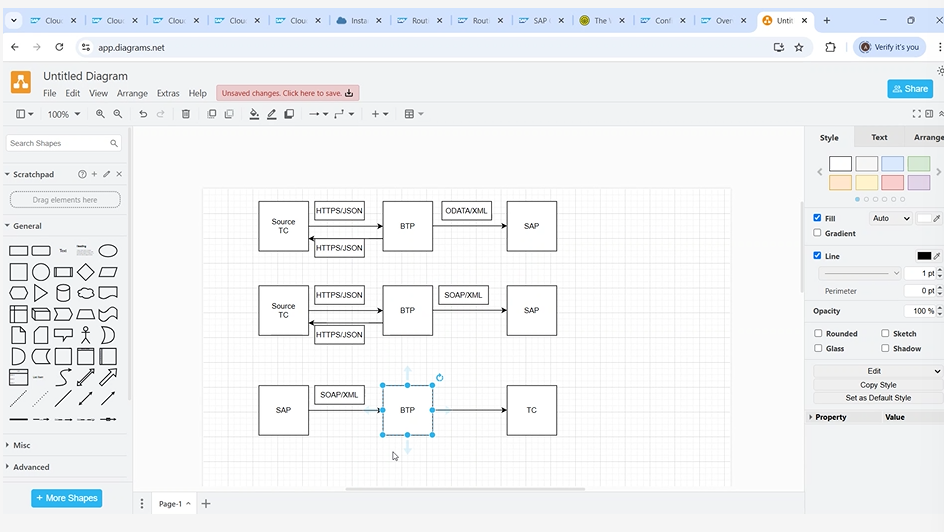 Clou
Clou
Clou
Clou
Clou
Insta
Routi
Routi
SAP
The
Conf
Over
Untit
app.diagrams.net
Verify it's you
Untitled Diagram
File Edit View Arrange Extras Help Unsaved changes. Click here to save.
Share
100%
Search Shapes
Scratchpad
Drag elements here
General
Text
Heading
Misc
Advanced
+ More Shapes
Source
TC
HTTPS/JSON
HTTPS/JSON
BTP
ODATA/XML
SAP
Source
TC
HTTPS/JSON
HTTPS/JSON
BTP
SOAP/XML
SAP
SAP
SOAP/XML
BTP
TC
Page-1
Style Text Arrange
Fill Auto
Gradient
Line
1 pt
Perimeter 0 pt
Opacity 100 %
Rounded Sketch
Glass Shadow
Edit
Copy Style
Set as Default Style
Property Value